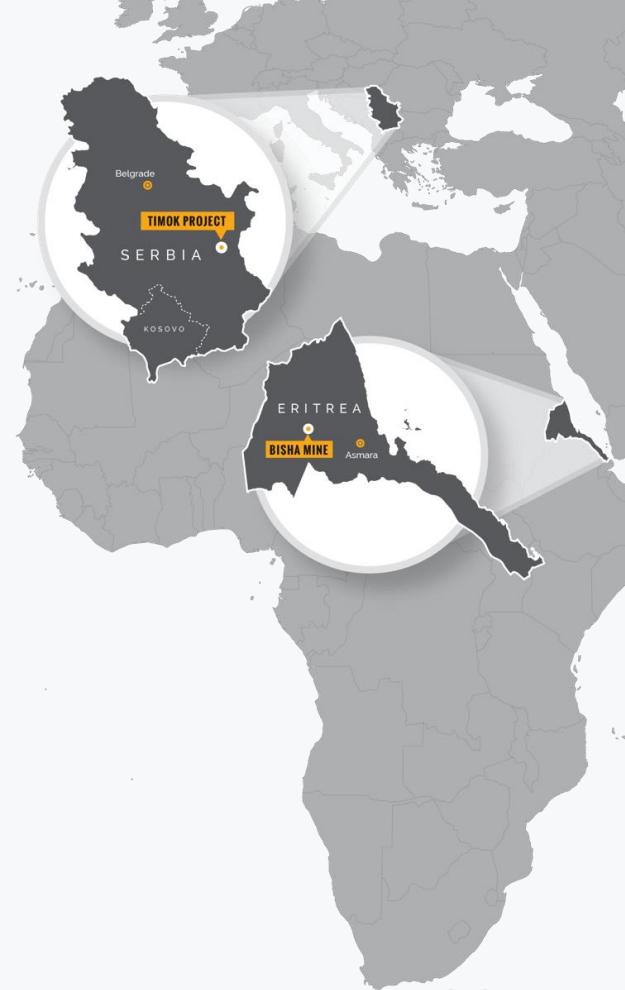 Belgrade
TIMOK PROJECT
SERBIA
KOSOVO
ERITREA
BISHA MINE
Asmara